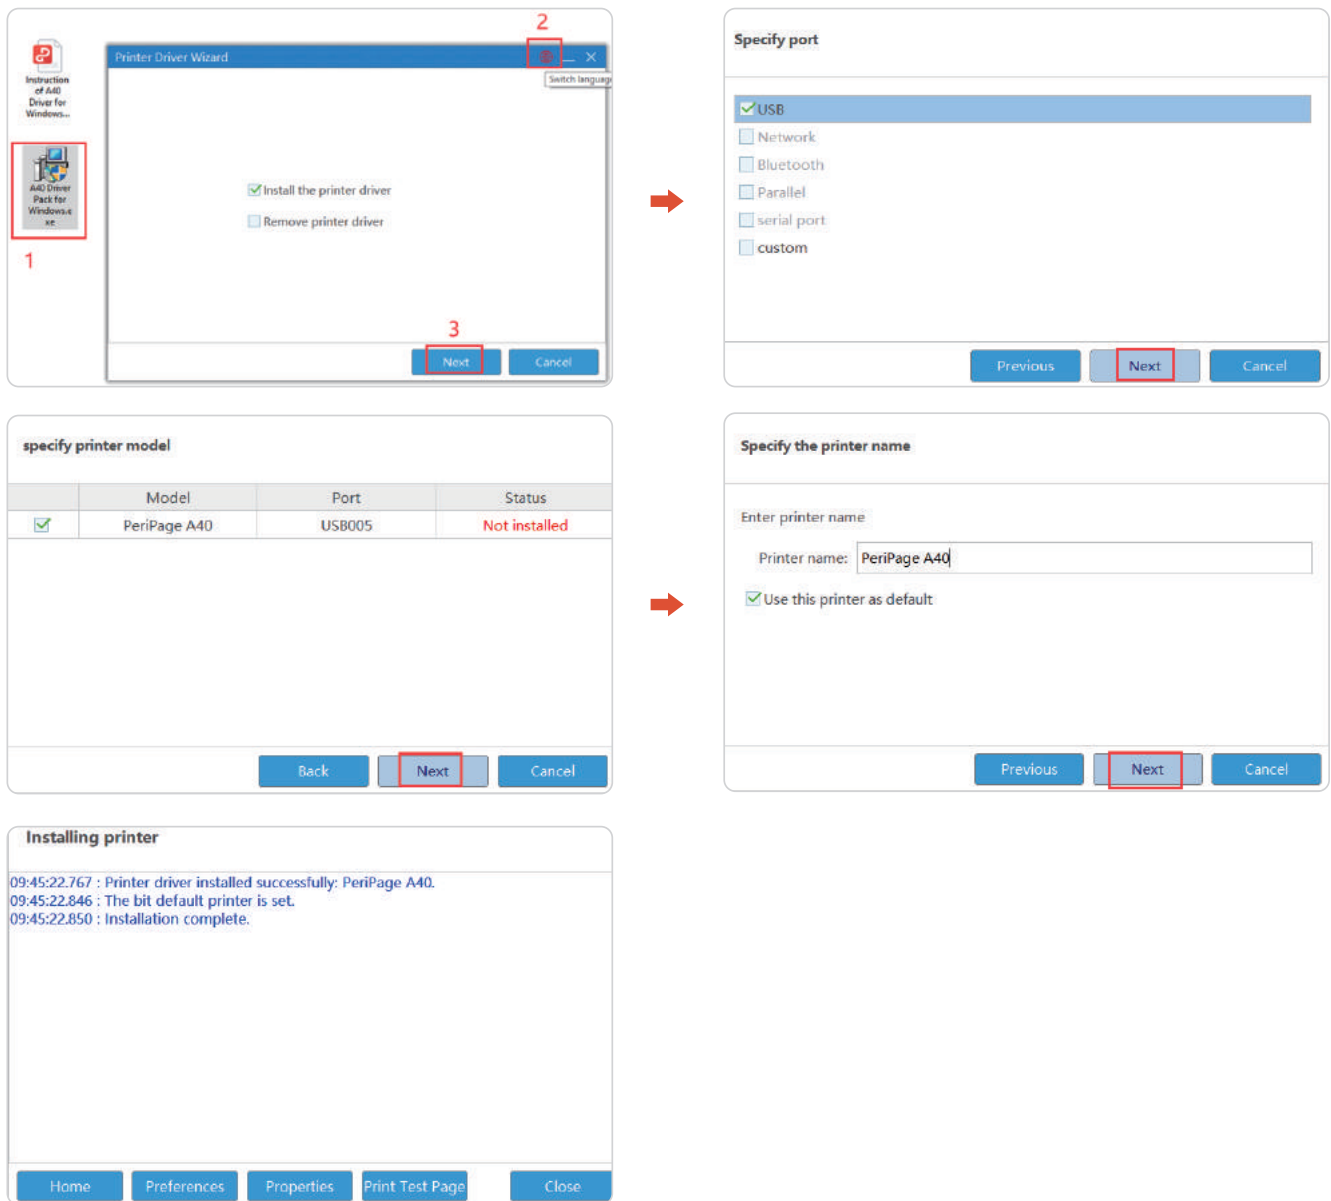 Instruction
of A40
Driver for
Windows...
A40 Driver
Pack for
Windows.e
xe
1
2
Printer Driver Wizard
Switch language
Install the printer driver
Remove printer driver
3
Next
Cancel
Specify port
USB
Network
Bluetooth
Parallel
serial port
custom
Previous
Next
Cancel
specify printer model
Model Port Status
PeriPage A40 USB005 Not installed
Back
Next
Cancel
Specify the printer name
Enter printer name
Printer name: PeriPage A40
Use this printer as default
Previous
Next
Cancel
Installing printer
09:45:22.767 : Printer driver installed successfully: PeriPage A40.
09:45:22.846 : The bit default printer is set.
09:45:22.850 : Installation complete.
Home
Preferences
Properties
Print Test Page
Close